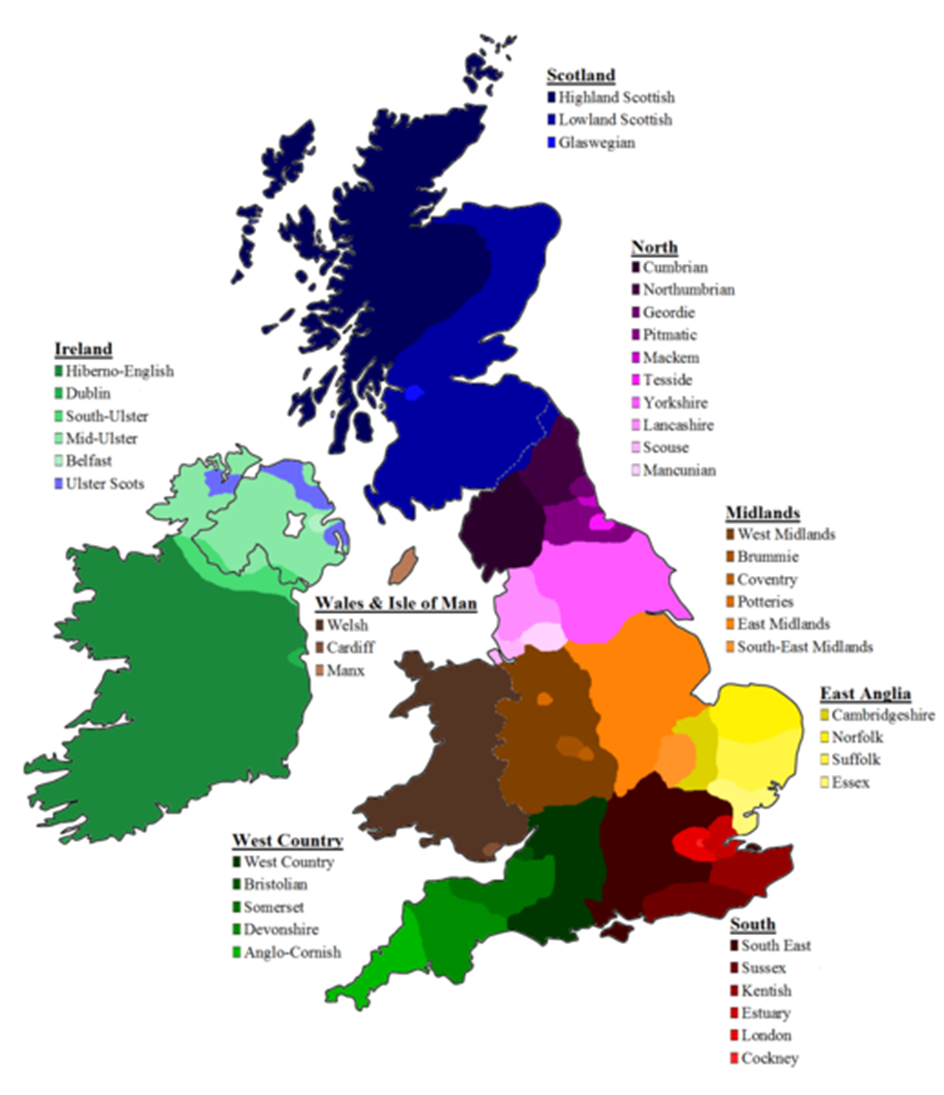 Scotland
Highland Scottish
Lowland Scottish
Glaswegian
North
Cumbrian
Northumbrian
Geordie
Pitmatic
Mackem
Tesside
Yorkshire
Lancashire
Scouse
Mancunian
Ireland
Hiberno-English
Dublin
South-Ulster
Mid-Ulster
Belfast
Ulster Scots
Midlands
West Midlands
Brummie
Coventry
Potteries
East Midlands
South-East Midlands
Wales & Isle of Man
Welsh
Cardiff
Manx
East Anglia
Cambridgeshire
Norfolk
Suffolk
Essex
West Country
West Country
Bristolian
Somerset
Devonshire
Anglo-Cornish
South
South East
Sussex
Kentish
Estuary
London
Cockney